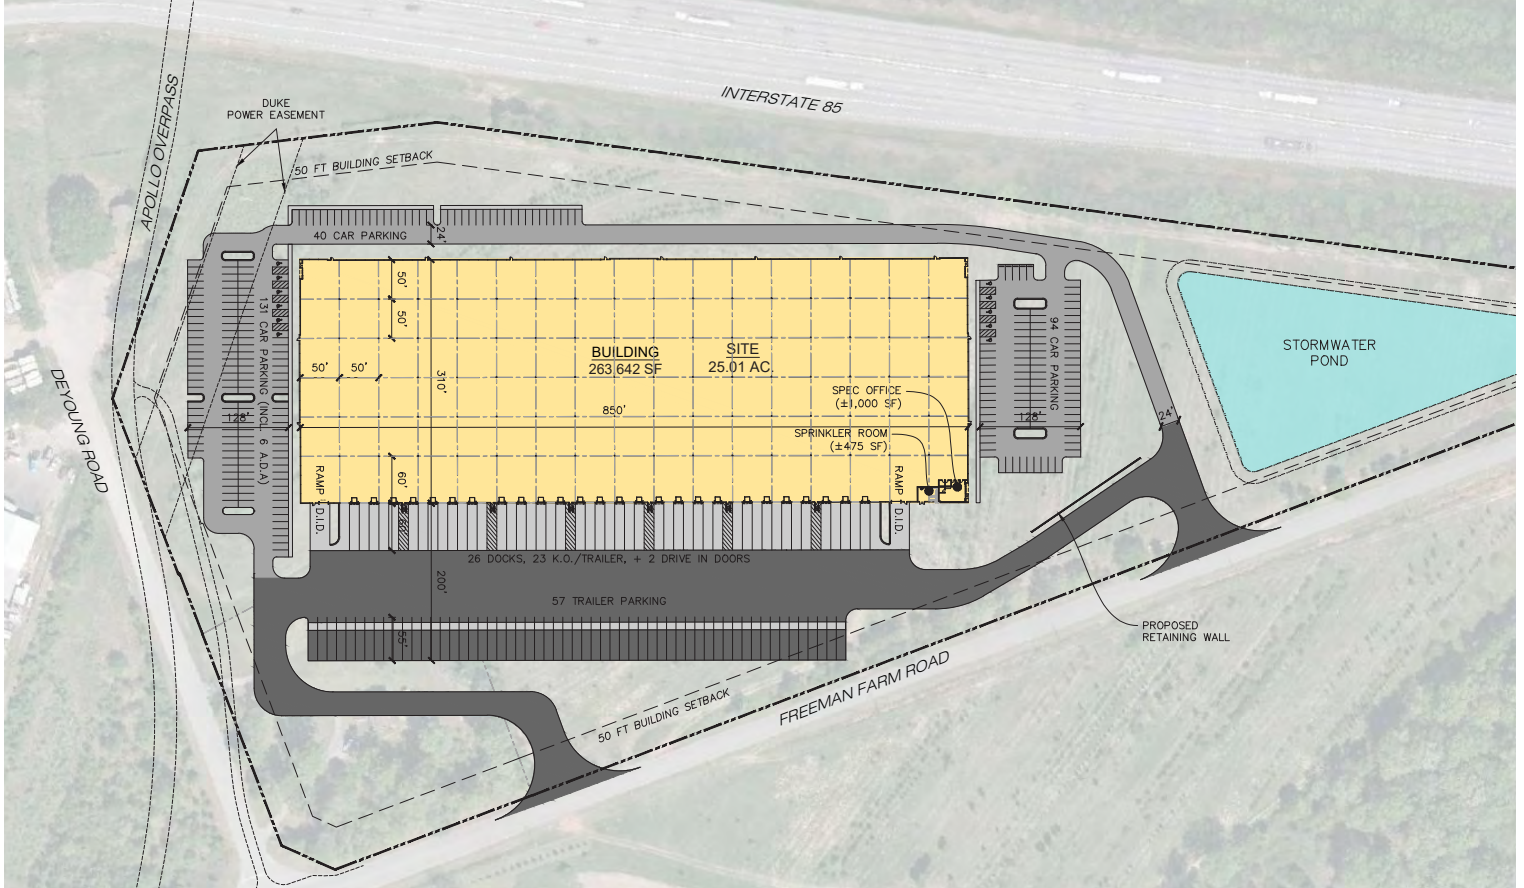 INTERSTATE 85
APOLLO OVERPASS
DUKE
POWER EASEMENT
50 FT BUILDING SETBACK
40 CAR PARKING
24'
50'
50'
50'
50'
310'
BUILDING
263,642 SF
SITE
25.01 AC.
850'
SPEC OFFICE
(±1,000 SF)
SPRINKLER ROOM
(±475 SF)
131 CAR PARKING (INCL. 6 A.D.A)
128'
94 CAR PARKING
128'
24'
STORMWATER
POND
DEYOUNG ROAD
60'
RAMP
D.I.D.
RAMP
D.I.D.
26 DOCKS, 23 K.O./TRAILER, + 2 DRIVE IN DOORS
200'
57 TRAILER PARKING
55'
PROPOSED
RETAINING WALL
50 FT BUILDING SETBACK
FREEMAN FARM ROAD